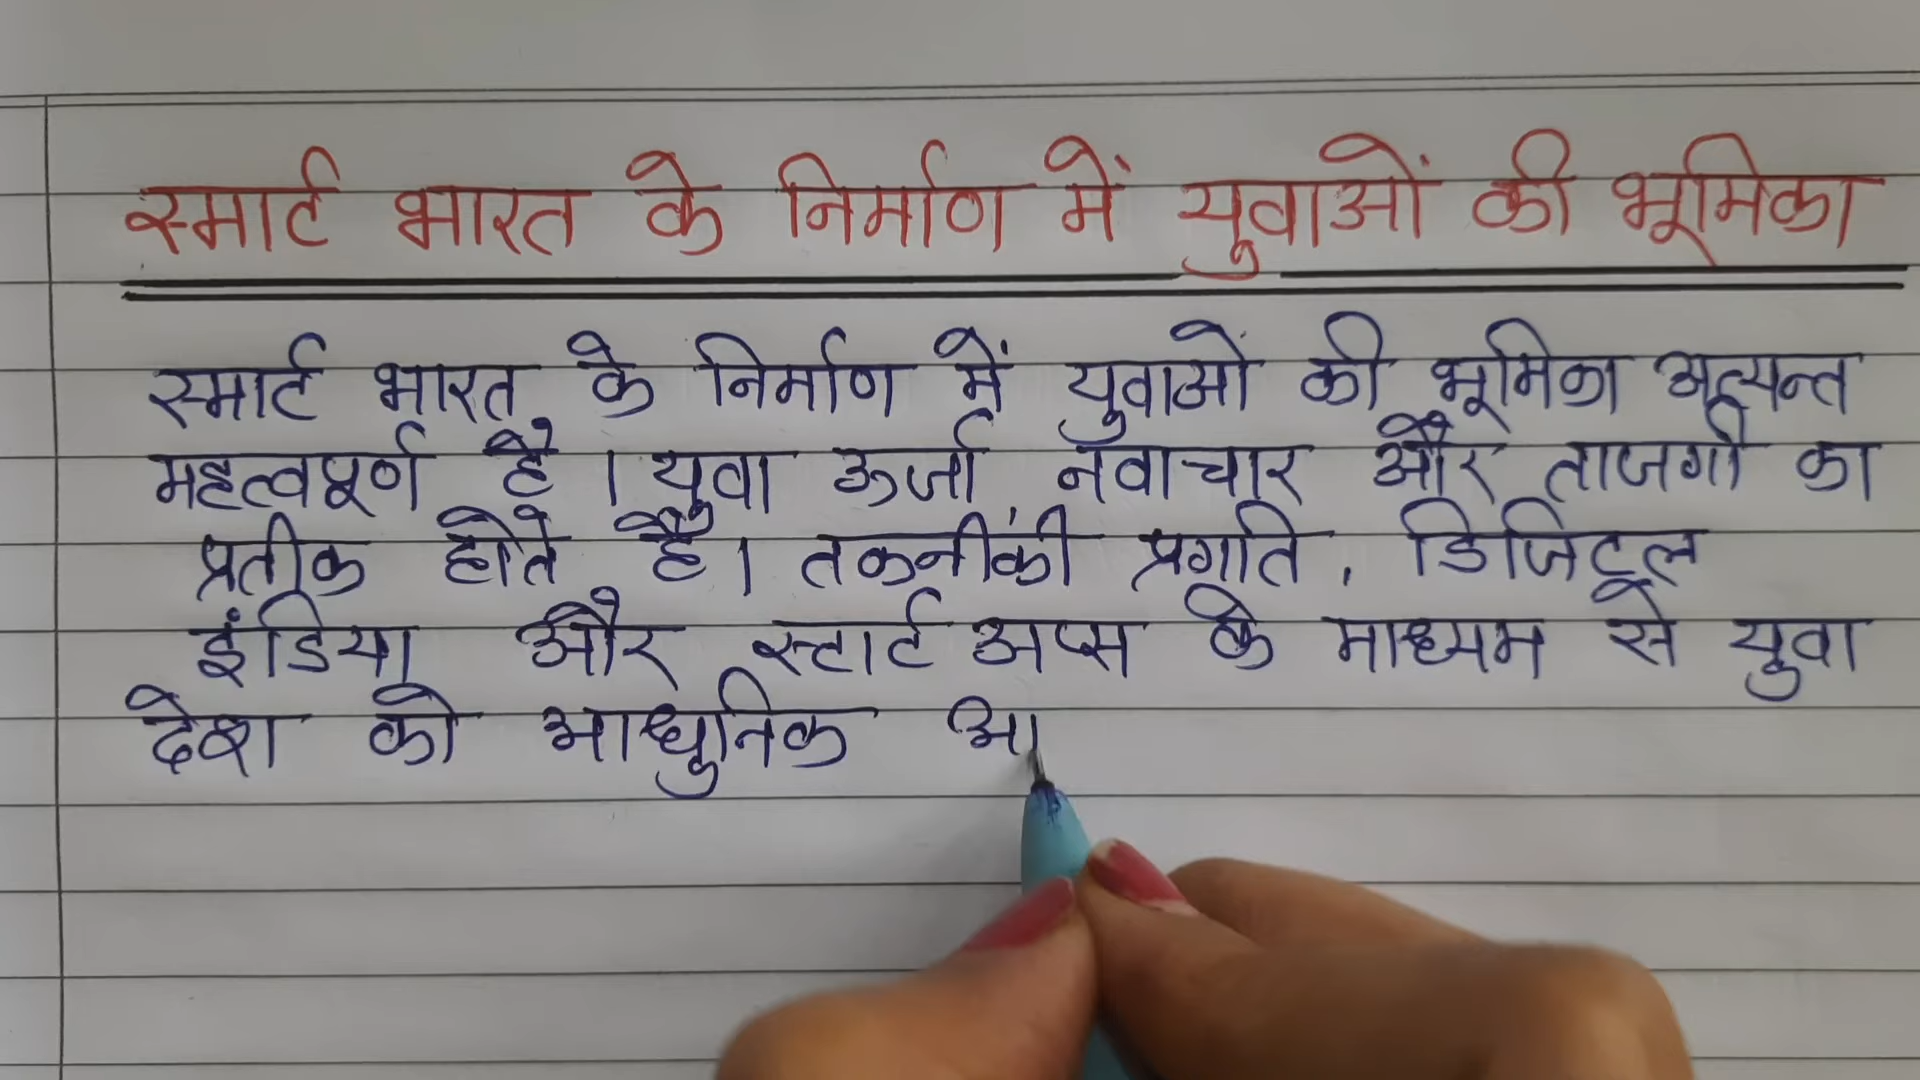 स्मार्ट भारत के निर्माण में युवाओं की भूमिका
स्मार्ट भारत के निर्माण में युवाओं की भूमिका अत्यन्त
महत्वपूर्ण है । युवा ऊर्जा, नवाचार और ताजगी का
प्रतीक होते हैं। तकनींकी प्रगति, डिजिटल
इंडिया और स्टार्ट अप्स के माध्यम से युवा
देश को आधुनिक आ